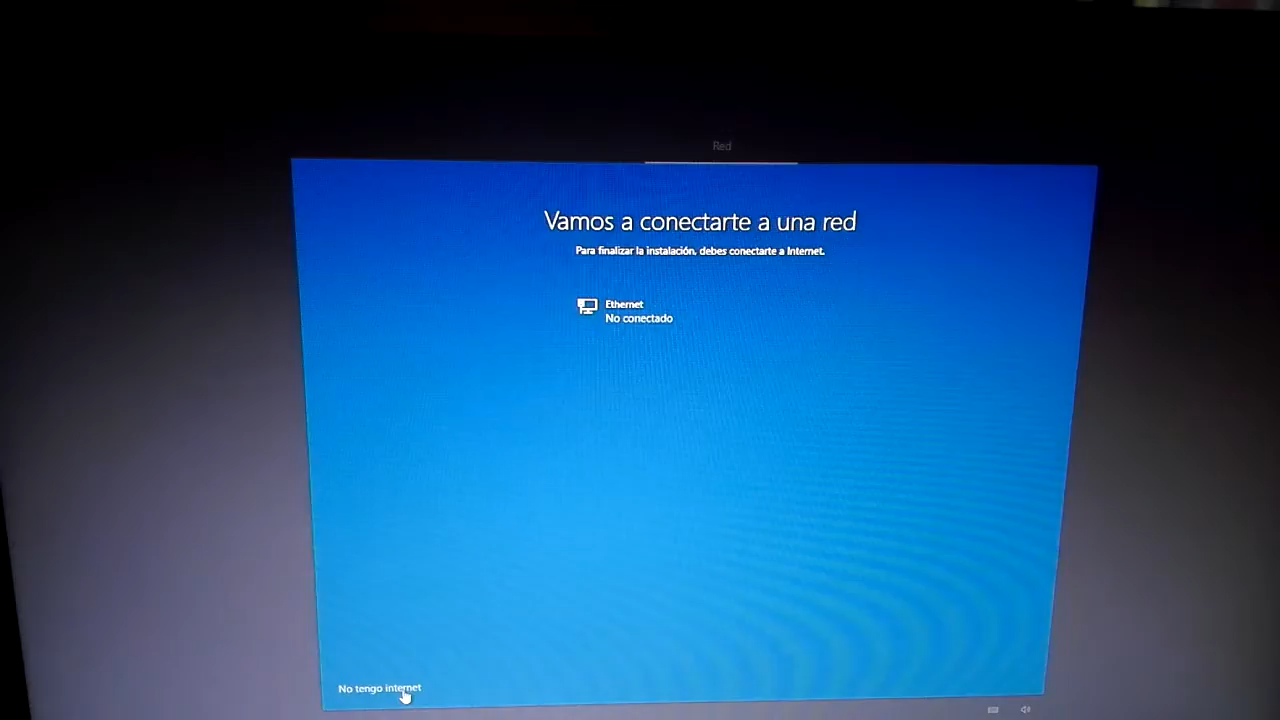 Red
Vamos a conectarte a una red
Para finalizar la instalación, debes conectarte a Internet.
Ethernet
No conectado
No tengo internet